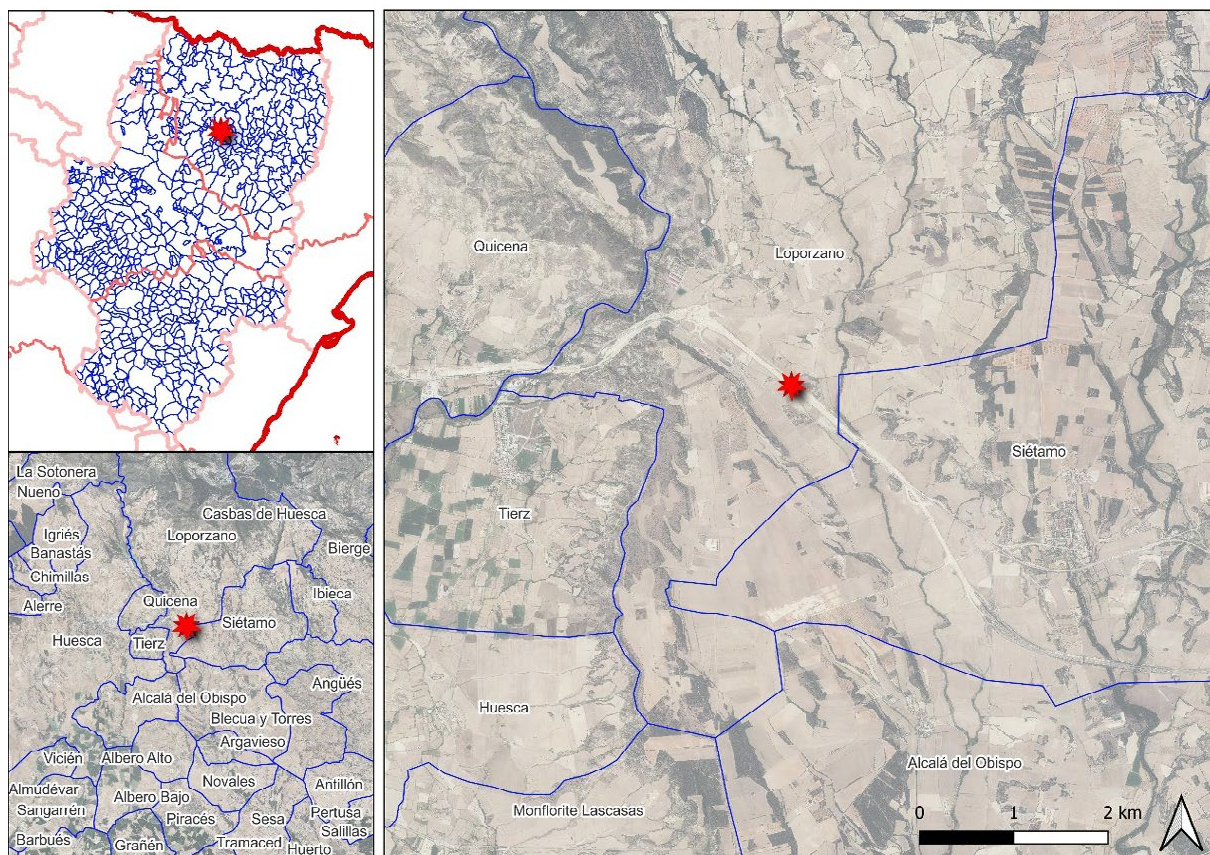 La Sotonera
Nueno
Casbas de Huesca
Igriés
Loporzano
Banastás
Bierge
Chimillas
Ibieca
Alerre
Quicena
Siétamo
Huesca
Tierz
Angüés
Alcalá del Obispo
Blecua y Torres
Argavieso
Vicién
Albero Alto
Novales
Antillón
Almudévar
Albero Bajo
Sangarrén
Piracés
Sesa
Pertusa
Salillas
Barbués
Grañén
Tramaced
Huerto
Quicena
Loporzano
Siétamo
Tierz
Huesca
Alcalá del Obispo
Monflorite Lascasas
0 1 2 km